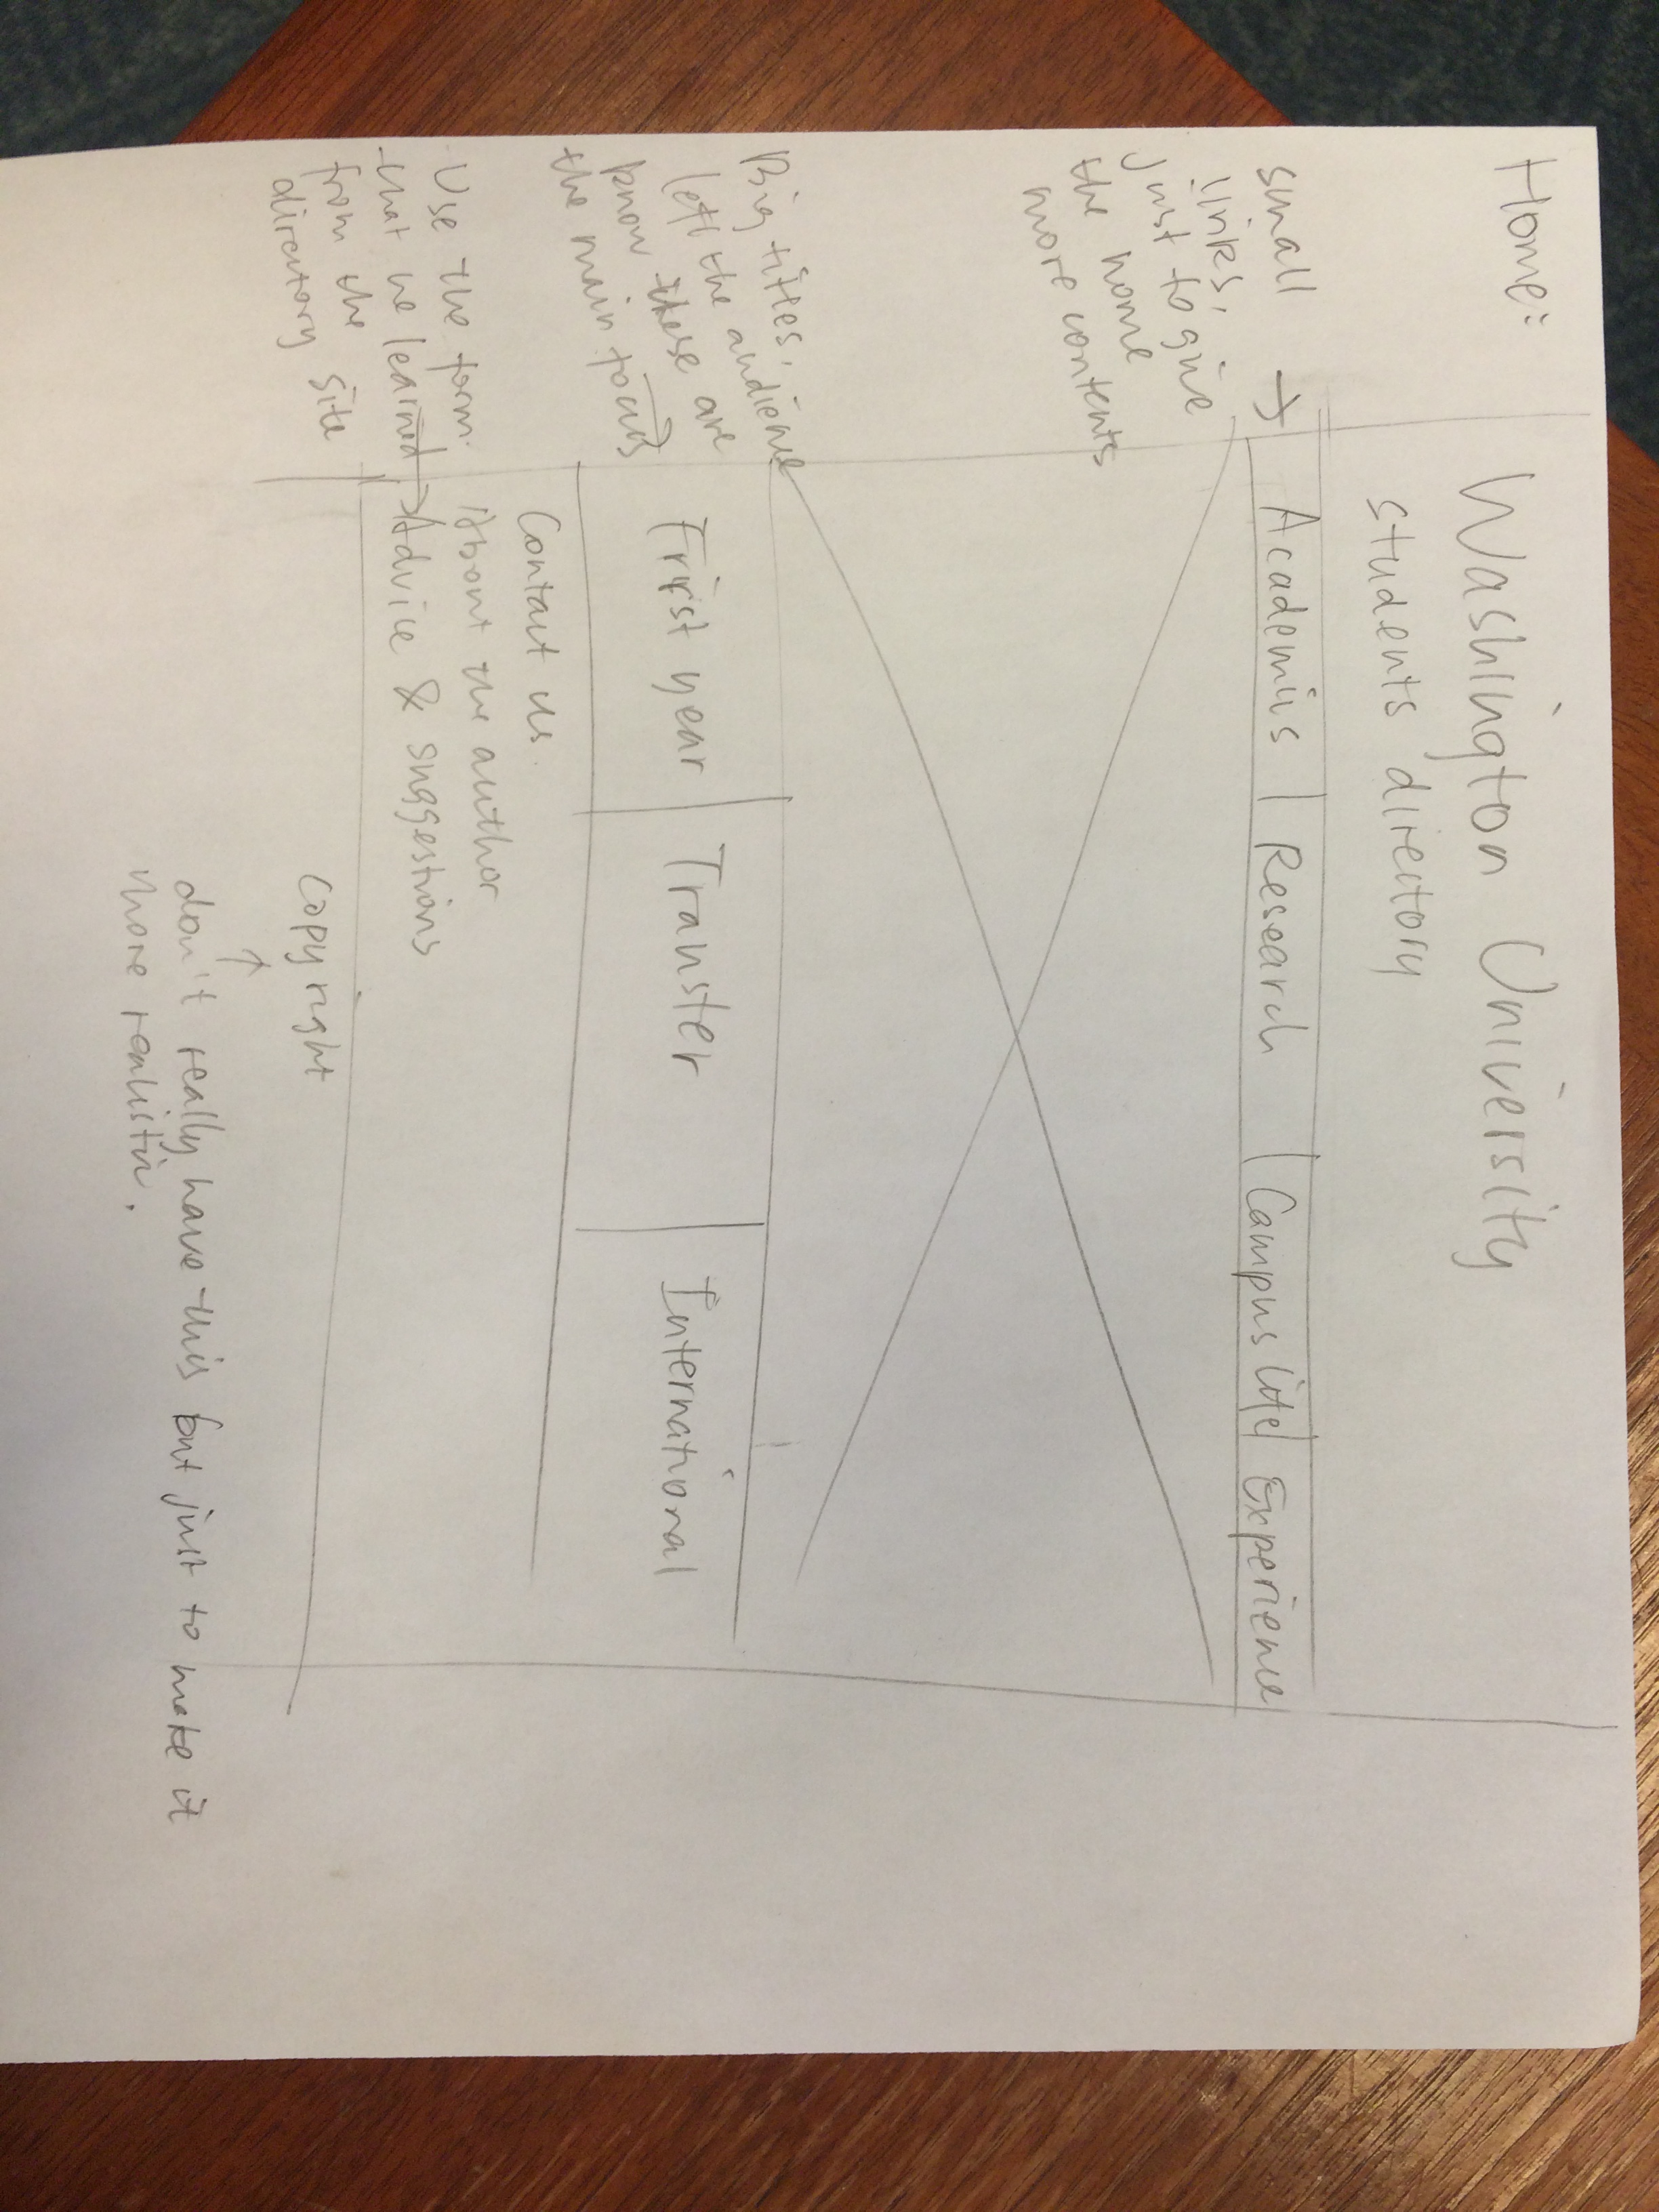 Home:
Washington University
students directory
small →
links,
just to give
the home
more contents
Academics | Research | Campus life | Experience
Big titles,
let the audience
know these are
the main focus
First year | Transfer | International
Contact us.
About the author
Advice & suggestions
Use the form
that we learned →
from the
directory site
Copyright
↑
don't really have this but just to make it
more realistic.